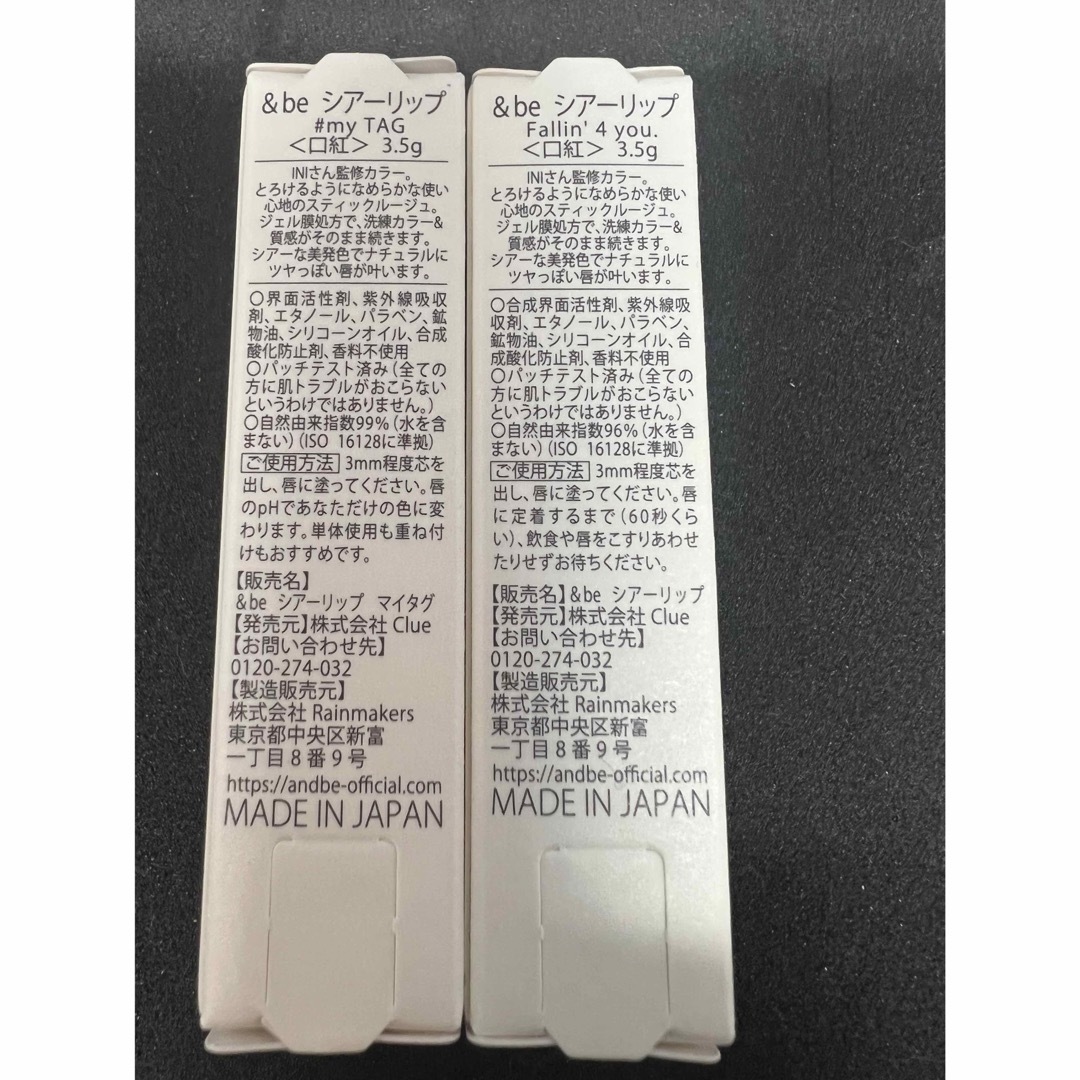 &be シアーリップ
#my TAG
＜口紅＞ 3.5g
INIさん監修カラー。
とろけるようになめらかな使い
心地のスティックルージュ。
ジェル膜処方で、洗練カラー&
質感がそのまま続きます。
シアーな美発色でナチュラルに
ツヤっぽい唇が叶います。
○界面活性剤、紫外線吸収
剤、エタノール、パラベン、鉱
物油、シリコーンオイル、合成
酸化防止剤、香料不使用
○パッチテスト済み(全ての
方に肌トラブルがおこらない
というわけではありません。)
○自然由来指数99%(水を含
まない)(ISO 16128に準拠)
ご使用方法 3mm程度芯を
出し、唇に塗ってください。唇
のpHであなただけの色に変
わります。単体使用も重ね付
けもおすすめです。
【販売名】
&be シアーリップ マイタグ
【発売元】株式会社 Clue
【お問い合わせ先】
0120-274-032
【製造販売元】
株式会社 Rainmakers
東京都中央区新富
一丁目8番9号
https://andbe-official.com
MADE IN JAPAN
&be シアーリップ
Fallin' 4 you.
＜口紅＞ 3.5g
INIさん監修カラー。
とろけるようになめらかな使い
心地のスティックルージュ。
ジェル膜処方で、洗練カラー&
質感がそのまま続きます。
シアーな美発色でナチュラルに
ツヤっぽい唇が叶います。
○合成界面活性剤、紫外線吸
収剤、エタノール、パラベン、
鉱物油、シリコーンオイル、合
成酸化防止剤、香料不使用
○パッチテスト済み(全ての
方に肌トラブルがおこらない
というわけではありません。)
○自然由来指数96%(水を含
まない)(ISO 16128に準拠)
ご使用方法 3mm程度芯を
出し、唇に塗ってください。唇
に定着するまで(60秒くら
い)、飲食や唇をこすりあわせ
たりせずお待ちください。
【販売名】&be シアーリップ
【発売元】株式会社 Clue
【お問い合わせ先】
0120-274-032
【製造販売元】
株式会社 Rainmakers
東京都中央区新富
一丁目8番9号
https://andbe-official.com
MADE IN JAPAN